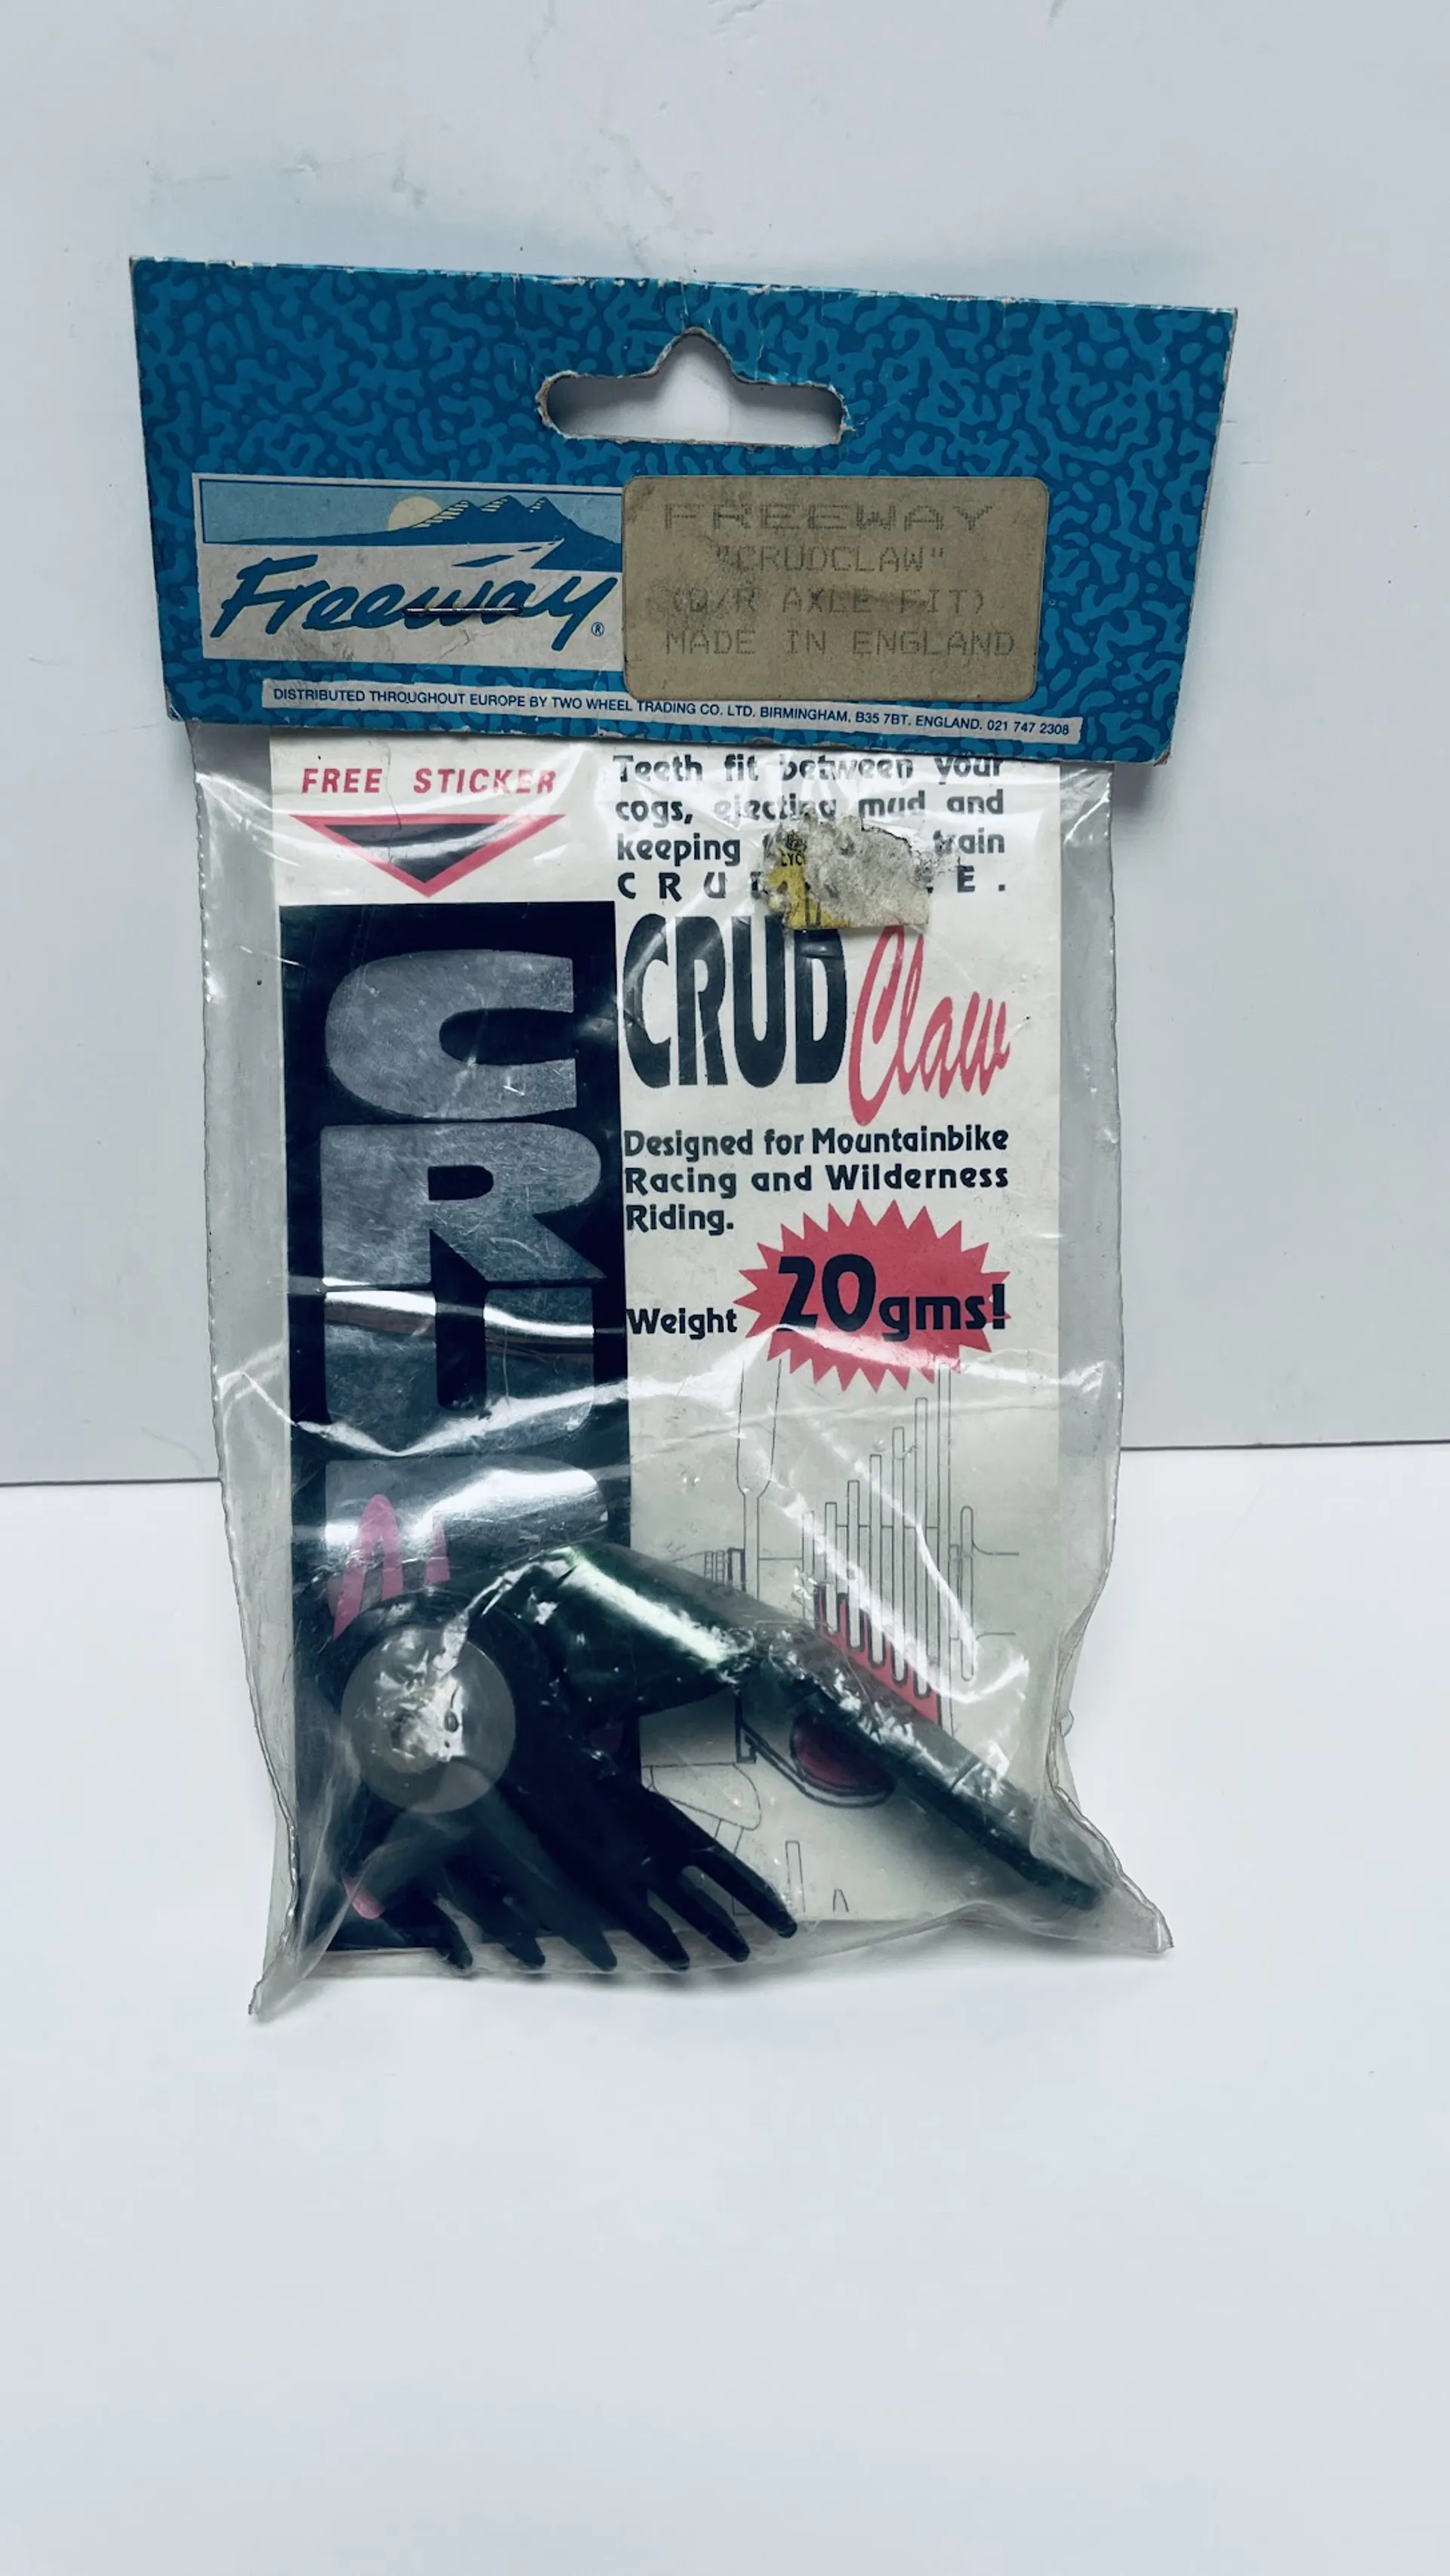 Freeway®
FREEWAY
"CRUDCLAW"
(Q/R AXLE FIT)
MADE IN ENGLAND
DISTRIBUTED THROUGHOUT EUROPE BY TWO WHEEL TRADING CO. LTD. BIRMINGHAM, B35 7BT. ENGLAND. 021 747 2308
FREE STICKER
Teeth fit between your
cogs, ejecting mud and
keeping train
CRUD
CRUD Claw
Designed for Mountainbike
Racing and Wilderness
Riding.
Weight 20gms!